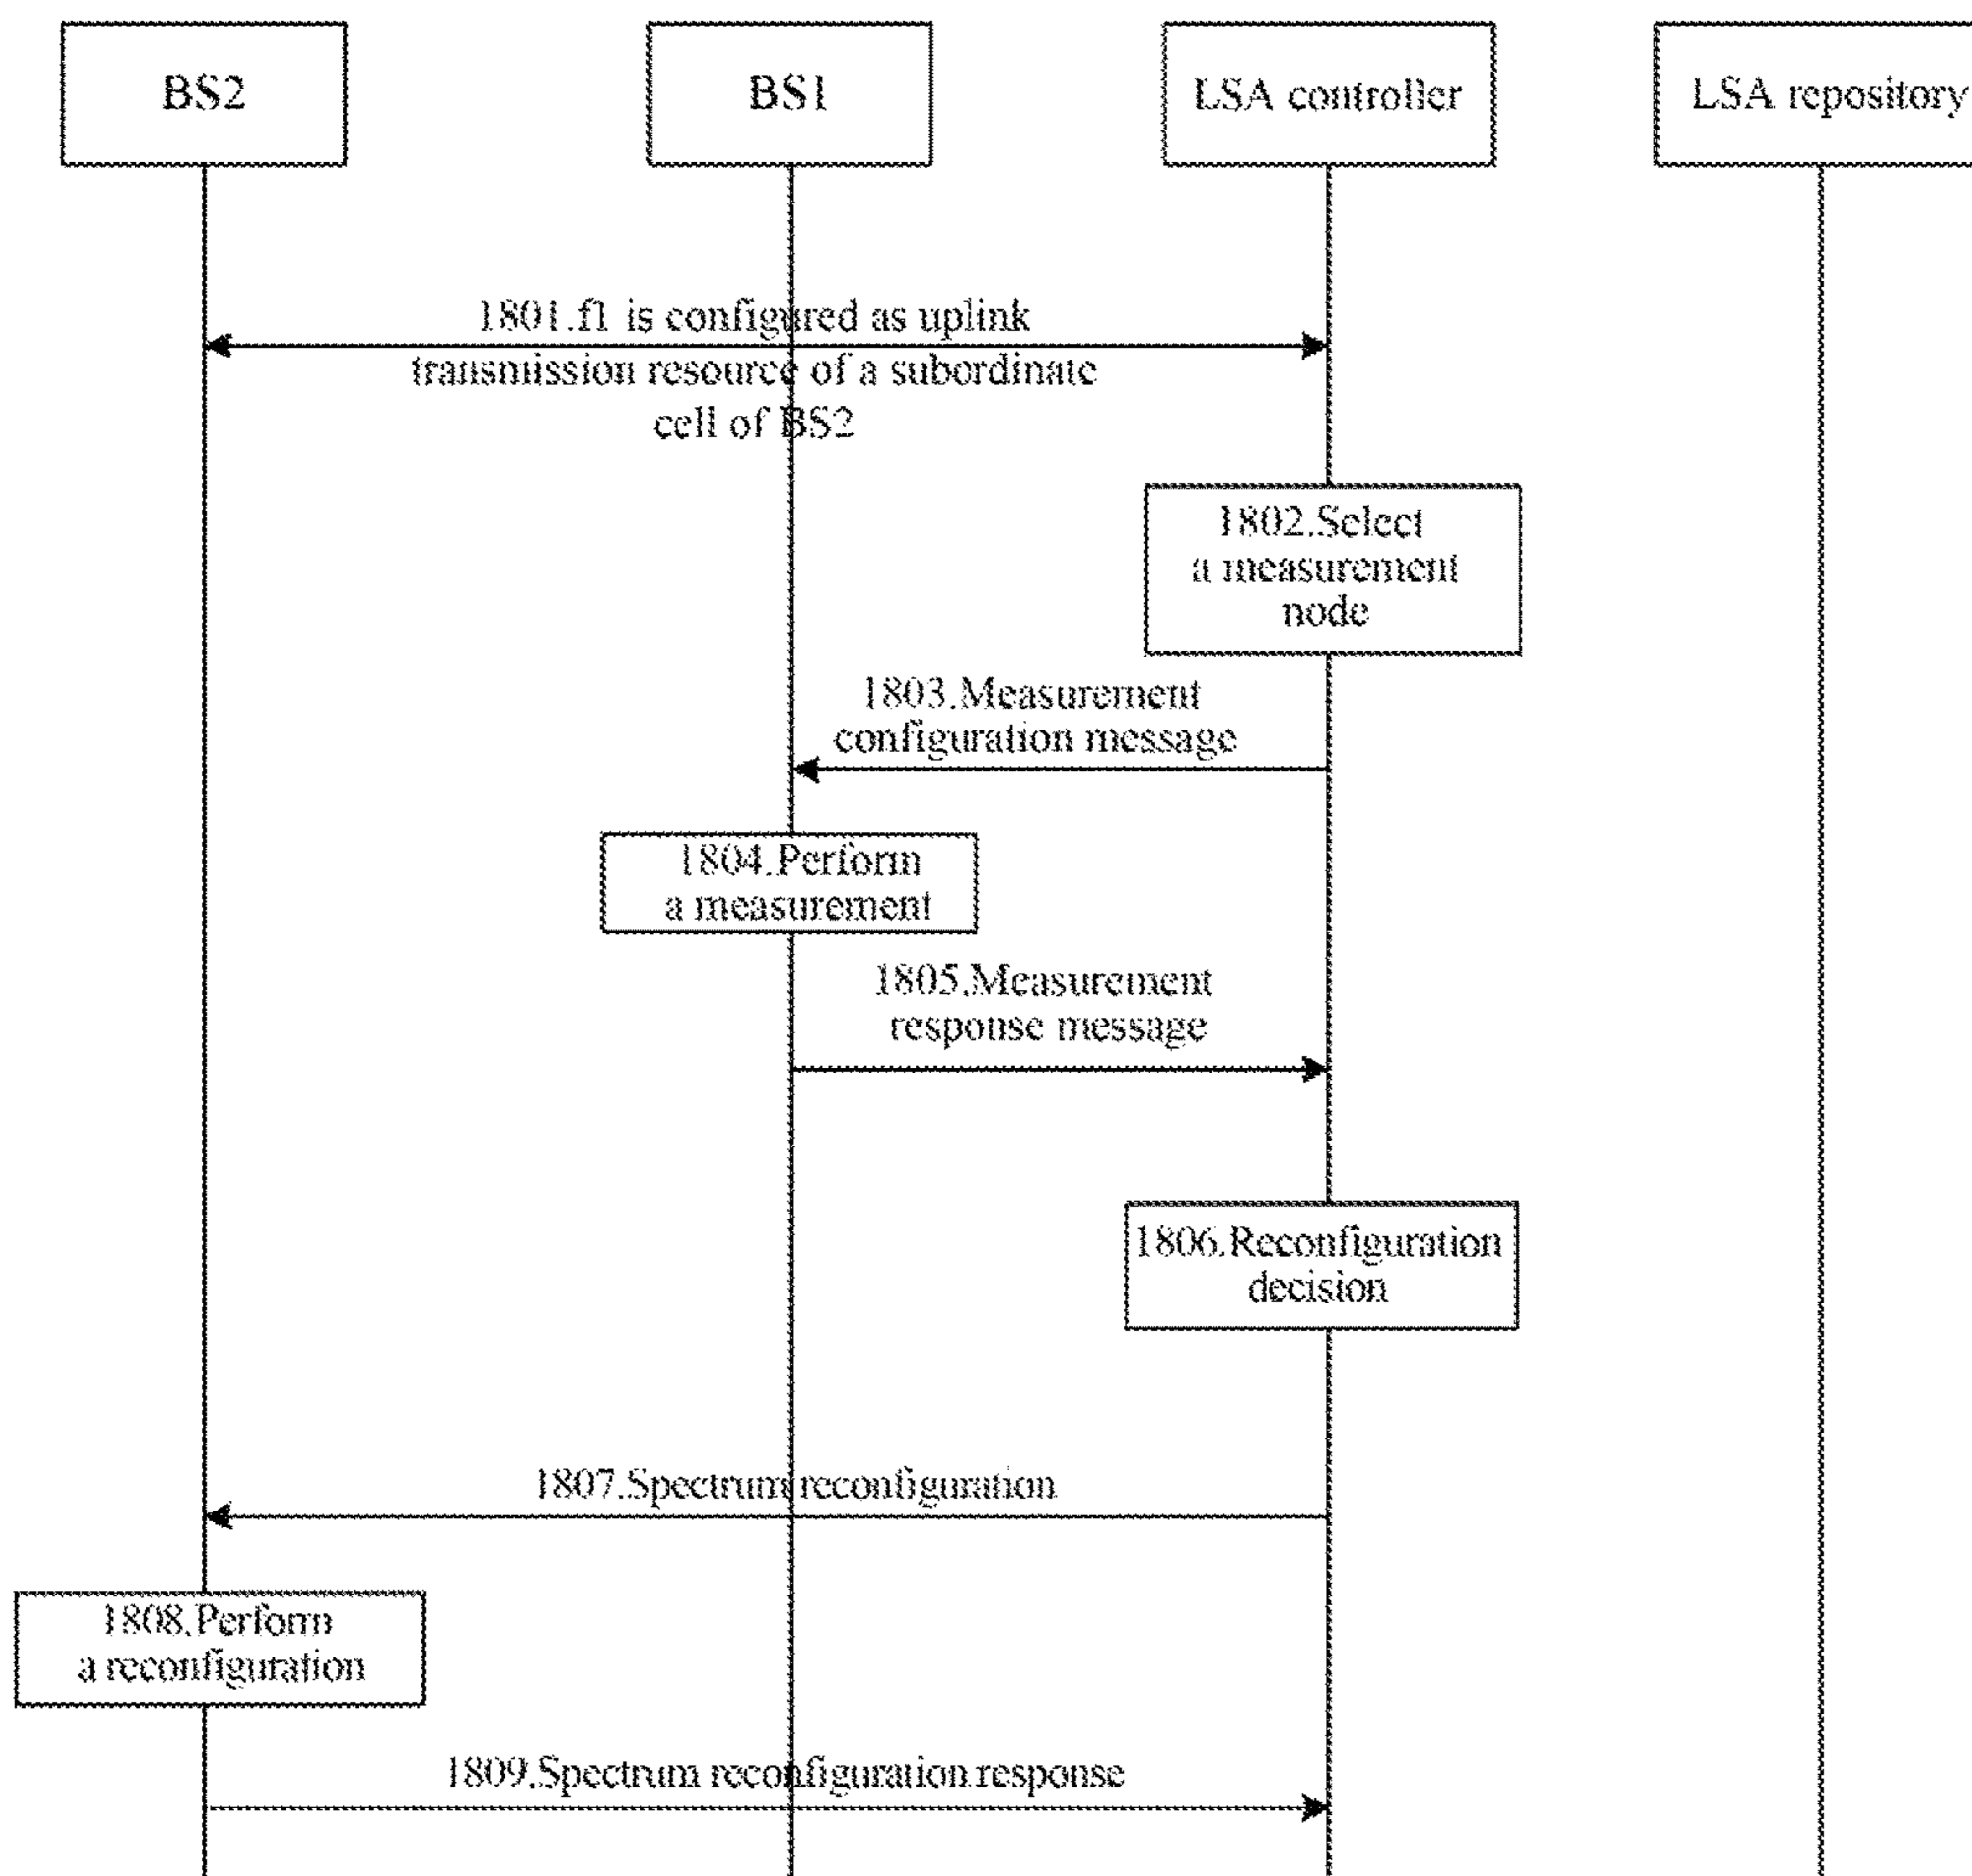 BS2
BS1
LSA controller
LSA repository
1801.f1 is configured as uplink
transmission resource of a subordinate
cell of BS2
1802.Select
a measurement
node
1803.Measurement
configuration message
1804.Perform
a measurement
1805.Measurement
response message
1806.Reconfiguration
decision
1807.Spectrum reconfiguration
1808.Perform
a reconfiguration
1809.Spectrum reconfiguration response